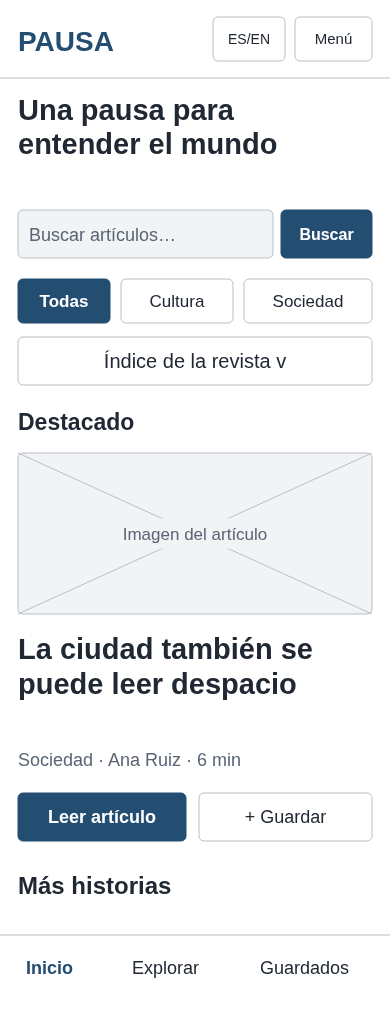 PAUSA
ES/EN
Menú
Una pausa para
entender el mundo
Buscar artículos…
Buscar
Todas
Cultura
Sociedad
Índice de la revista v
Destacado
Imagen del artículo
La ciudad también se
puede leer despacio
Sociedad · Ana Ruiz · 6 min
Leer artículo
+ Guardar
Más historias
Inicio
Explorar
Guardados